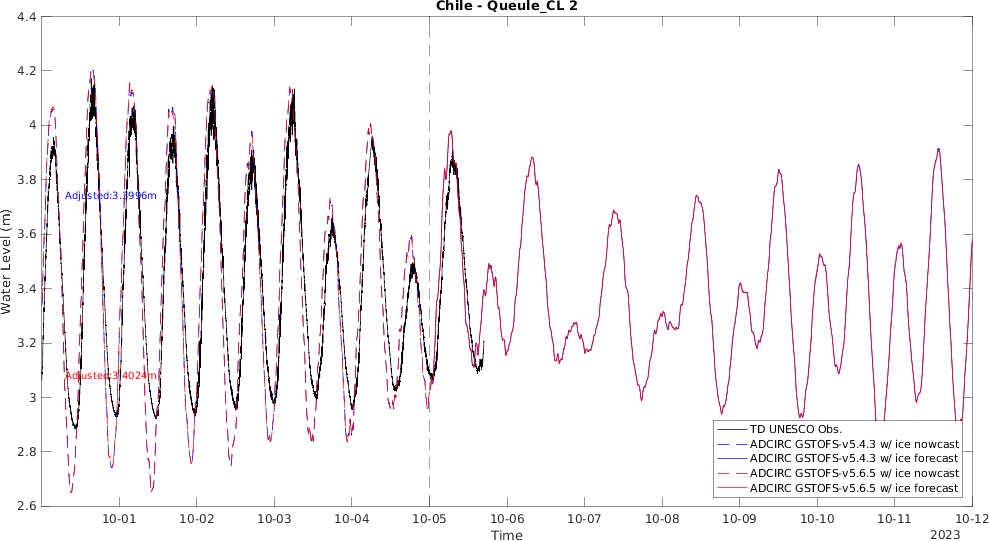 Chile - Queule_CL 2
4.4
4.2
4
3.8
3.6
3.4
3.2
3
2.8
2.6
Water Level (m)
Adjusted:3.3996m
Adjusted:3.4024m
TD UNESCO Obs.
ADCIRC GSTOFS-v5.4.3 w/ ice nowcast
ADCIRC GSTOFS-v5.4.3 w/ ice forecast
ADCIRC GSTOFS-v5.6.5 w/ ice nowcast
ADCIRC GSTOFS-v5.6.5 w/ ice forecast
10-01 10-02 10-03 10-04 10-05 10-06 10-07 10-08 10-09 10-10 10-11 10-12
Time
2023